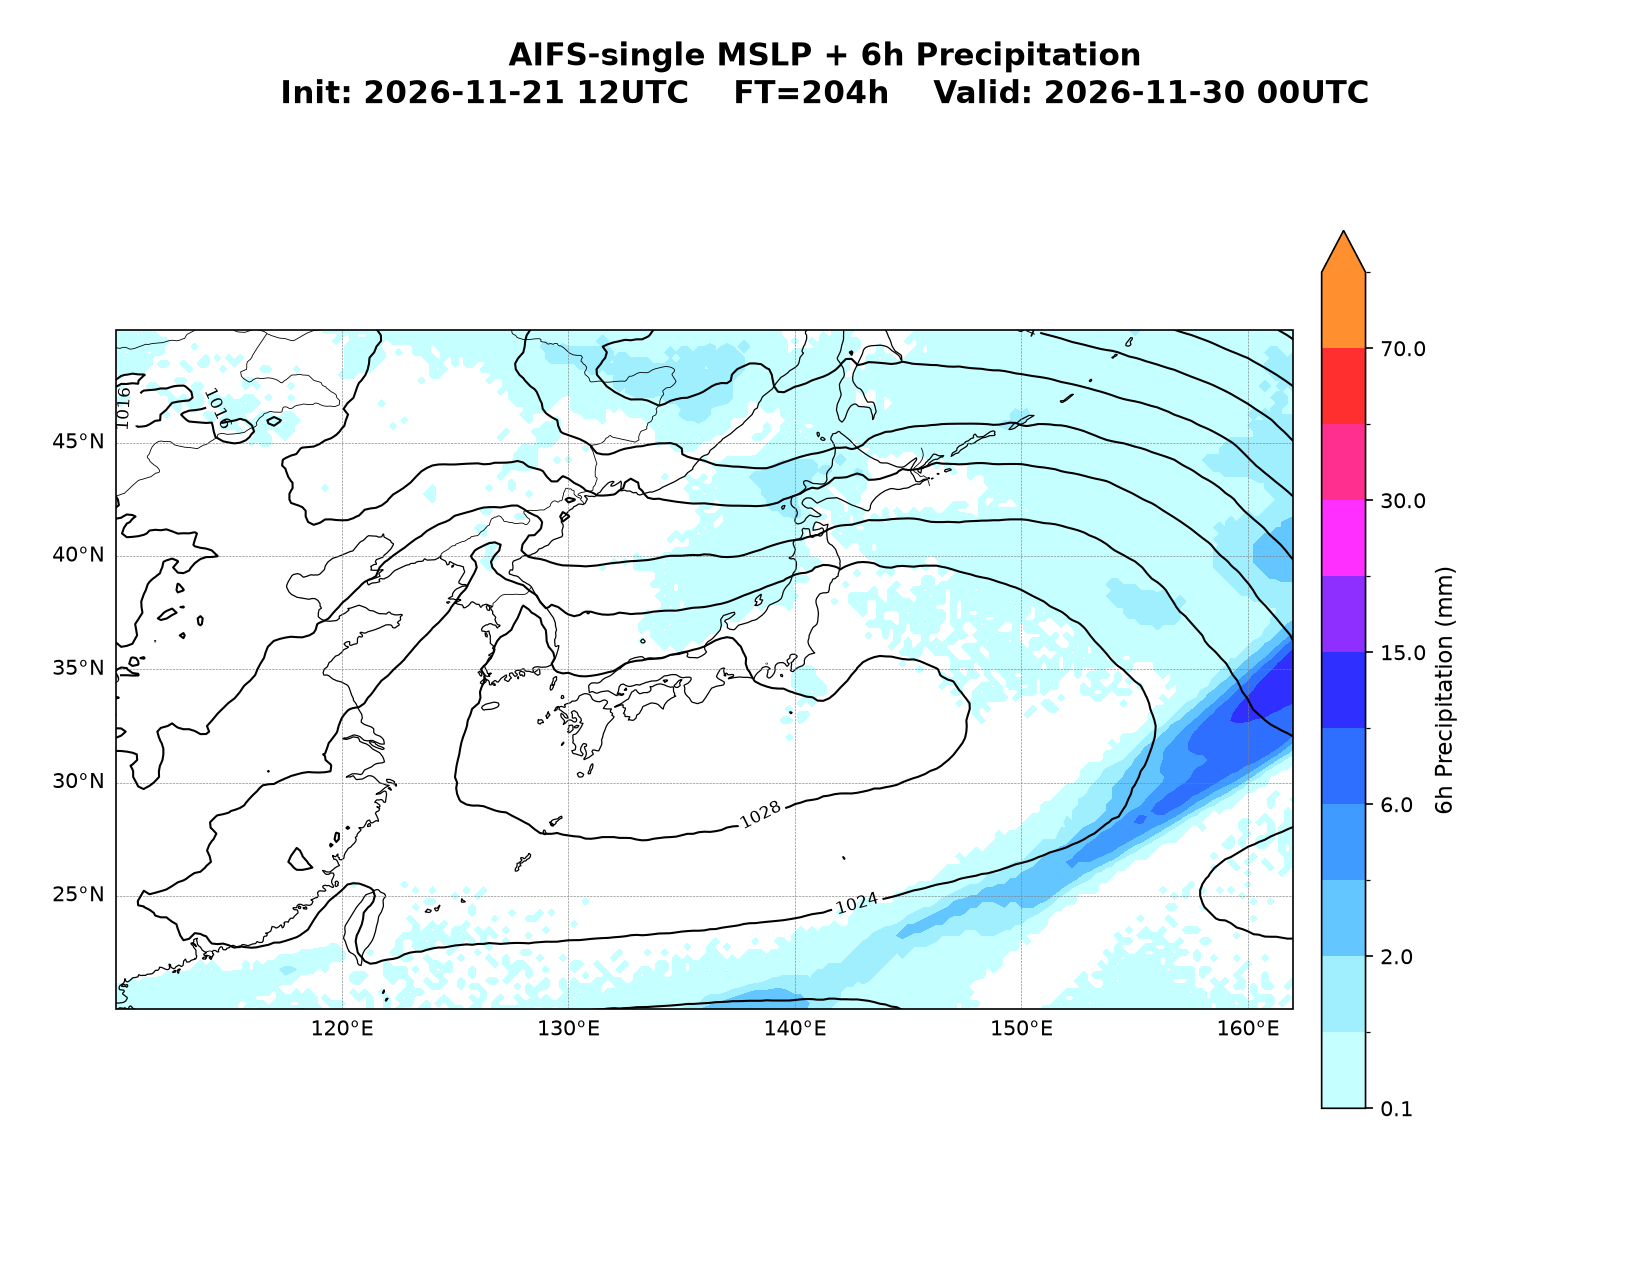 AIFS-single MSLP + 6h Precipitation
Init: 2026-11-21 12UTC    FT=204h    Valid: 2026-11-30 00UTC
70.0
30.0
15.0
6.0
2.0
0.1
6h Precipitation (mm)
45°N
40°N
35°N
30°N
25°N
1016
1016
1028
1024
120°E
130°E
140°E
150°E
160°E